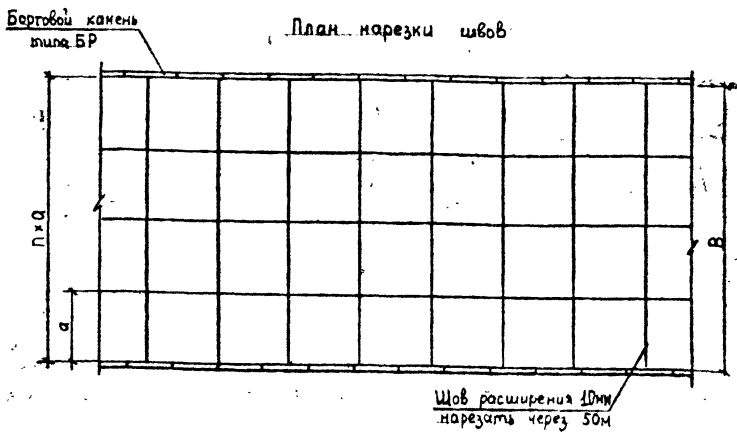 Бортовой камень
типа БР
План нарезки швов
n×a
a
В
Шов расширения 10мм
нарезать через 50м